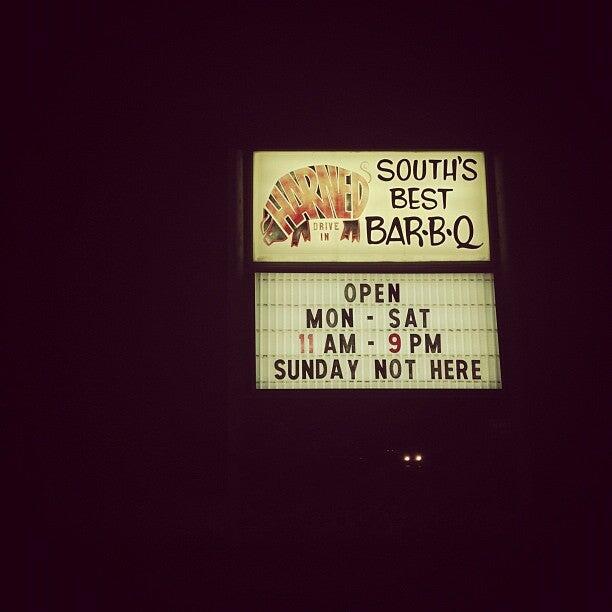 HARNED
DRIVE
IN
SOUTH'S
BEST
BAR·B·Q
OPEN
MON - SAT
11 AM - 9 PM
SUNDAY NOT HERE